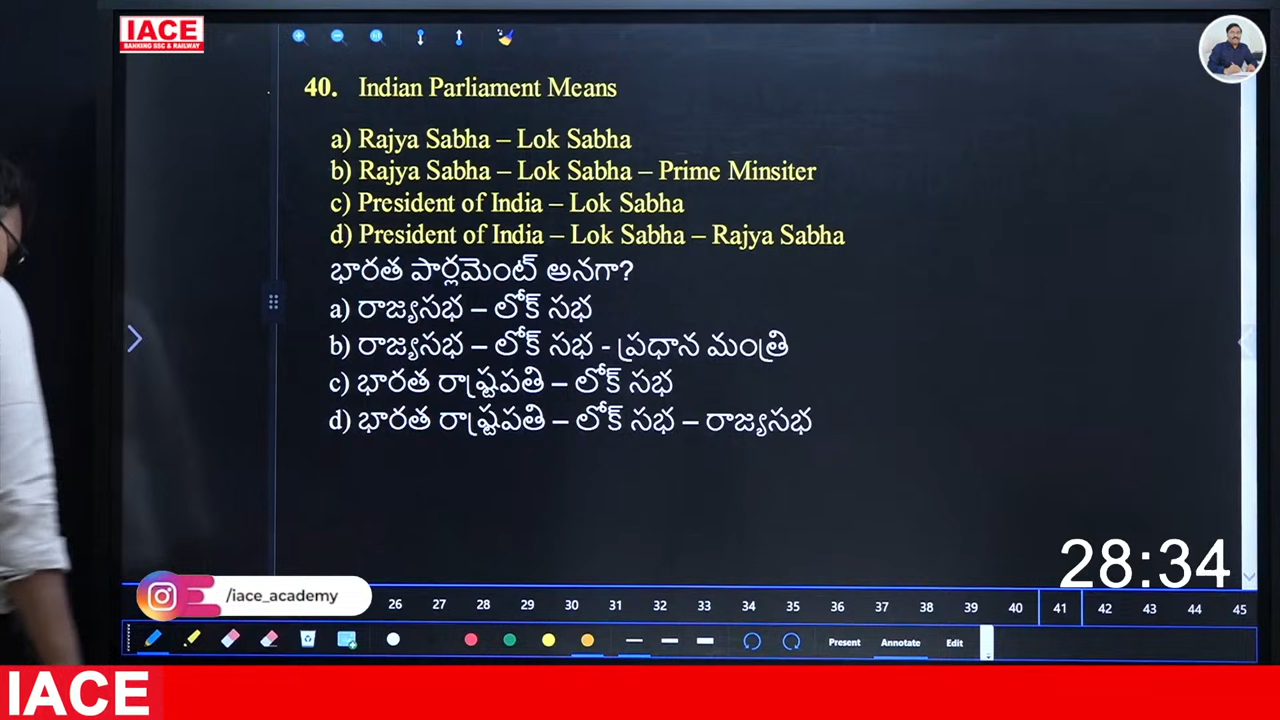 IACE
BANKING SSC & RAILWAY
40. Indian Parliament Means
a) Rajya Sabha – Lok Sabha
b) Rajya Sabha – Lok Sabha – Prime Minsiter
c) President of India – Lok Sabha
d) President of India – Lok Sabha – Rajya Sabha
భారత పార్లమెంట్ అనగా?
a) రాజ్యసభ – లోక్ సభ
b) రాజ్యసభ – లోక్ సభ - ప్రధాన మంత్రి
c) భారత రాష్ట్రపతి – లోక్ సభ
d) భారత రాష్ట్రపతి – లోక్ సభ – రాజ్యసభ
28:34
/iace_academy
26 27 28 29 30 31 32 33 34 35 36 37 38 39 40 41 42 43 44 45
Present Annotate Edit
IACE